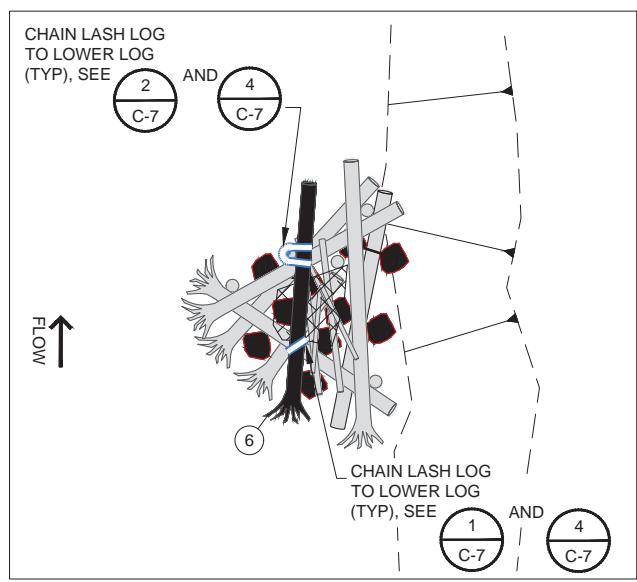 CHAIN LASH LOG
TO LOWER LOG
(TYP), SEE
2
C-7
AND
4
C-7
FLOW
6
CHAIN LASH LOG
TO LOWER LOG
(TYP), SEE
1
C-7
AND
4
C-7